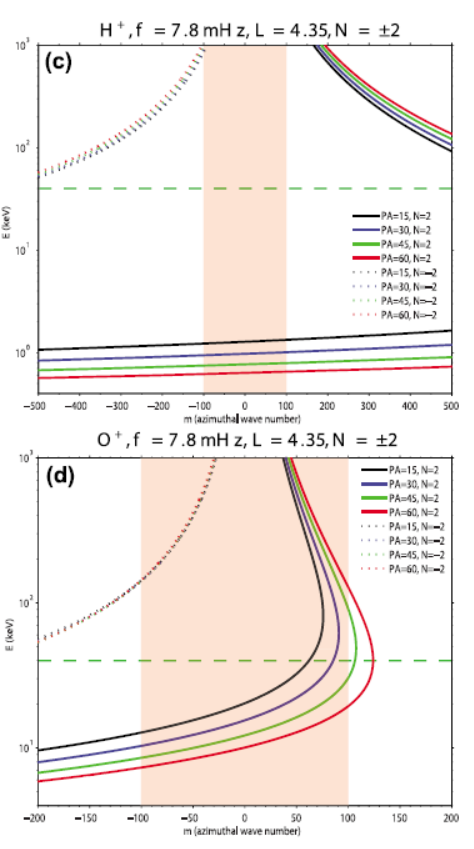 H⁺, f = 7.8 mHz, L = 4.35, N = ±2
(c)
10³
10²
10¹
10⁰
E (keV)
PA=15, N=2
PA=30, N=2
PA=45, N=2
PA=60, N=2
PA=15, N=−2
PA=30, N=−2
PA=45, N=−2
PA=60, N=−2
−500 −400 −300 −200 −100 0 100 200 300 400 500
m (azimuthal wave number)
O⁺, f = 7.8 mHz, L = 4.35, N = ±2
(d)
10³
10²
10¹
E (keV)
PA=15, N=2
PA=30, N=2
PA=45, N=2
PA=60, N=2
PA=15, N=−2
PA=30, N=−2
PA=45, N=−2
PA=60, N=−2
−200 −150 −100 −50 0 50 100 150 200
m (azimuthal wave number)